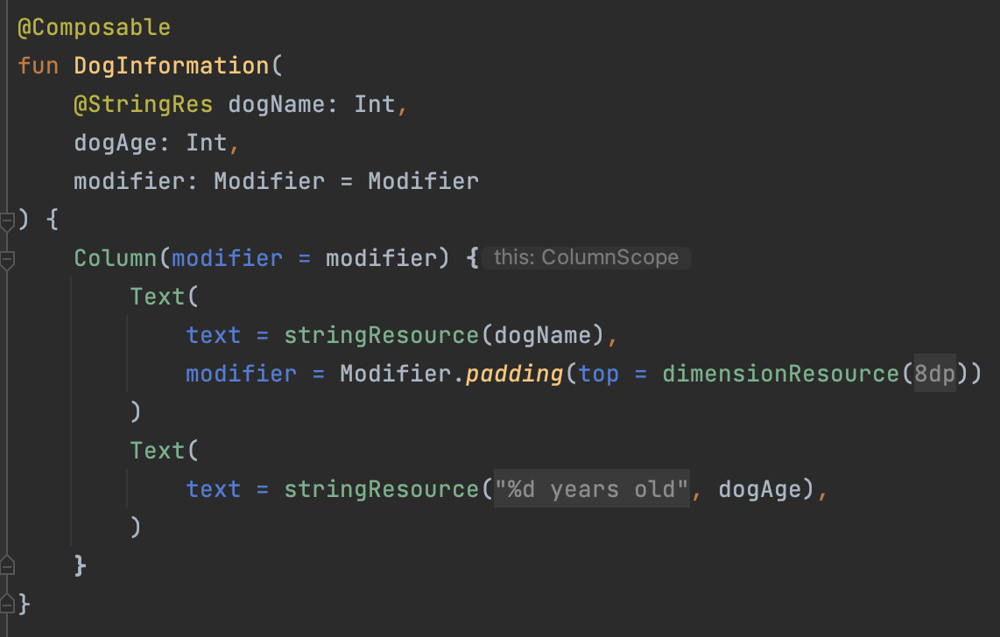 @Composable
fun DogInformation(
    @StringRes dogName: Int,
    dogAge: Int,
    modifier: Modifier = Modifier
) {
    Column(modifier = modifier) { this: ColumnScope
        Text(
            text = stringResource(dogName),
            modifier = Modifier.padding(top = dimensionResource(8dp))
        )
        Text(
            text = stringResource("%d years old", dogAge),
        )
    }
}